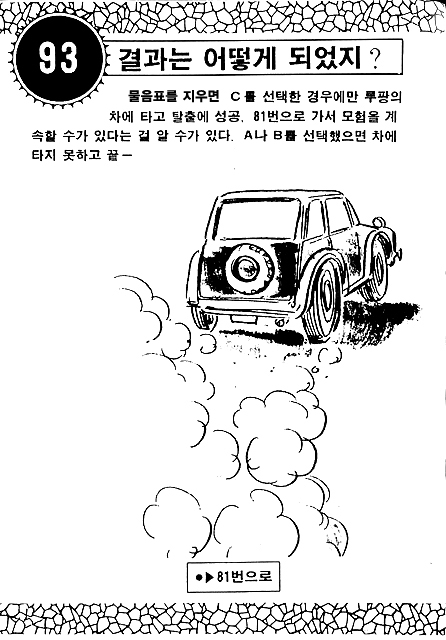 93
결과는 어떻게 되었지?
물음표를 지우면 C를 선택한 경우에만 루팡의
차에 타고 탈출에 성공, 81번으로 가서 모험을 계
속할 수가 있다는 걸 알 수가 있다. A나 B를 선택했으면 차에
타지 못하고 끝—
●▶81번으로